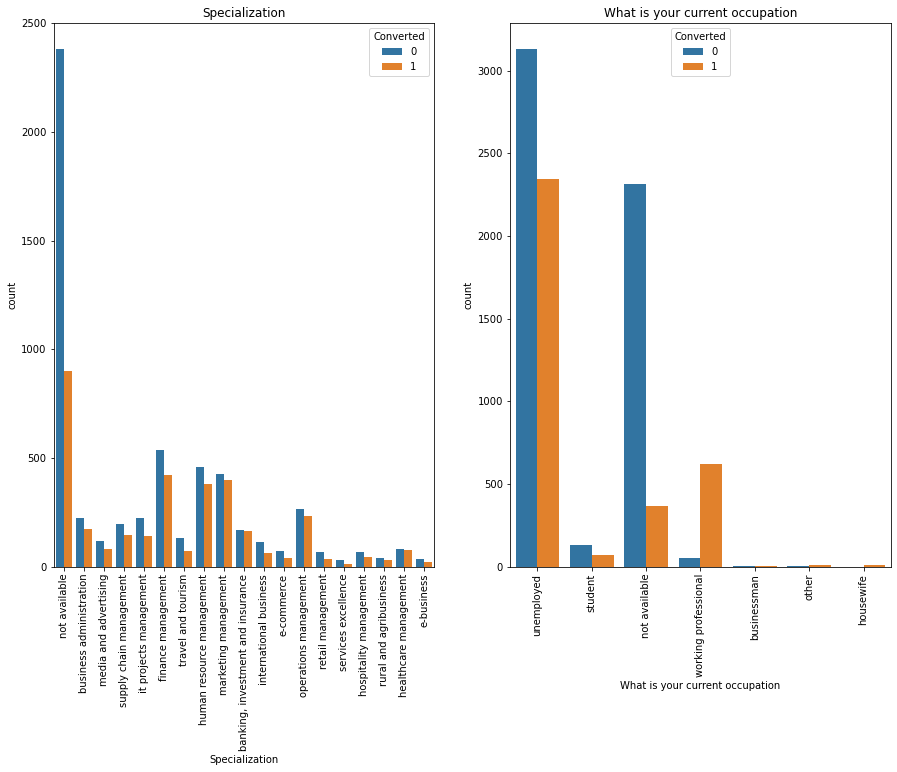 Specialization
Converted
0
1
2500
2000
1500
1000
500
0
count
not available
business administration
media and advertising
supply chain management
it projects management
finance management
travel and tourism
human resource management
marketing management
banking, investment and insurance
international business
e-commerce
operations management
retail management
services excellence
hospitality management
rural and agribusiness
healthcare management
e-business
Specialization
What is your current occupation
Converted
0
1
3000
2500
2000
1500
1000
500
0
count
unemployed
student
not available
working professional
businessman
other
housewife
What is your current occupation